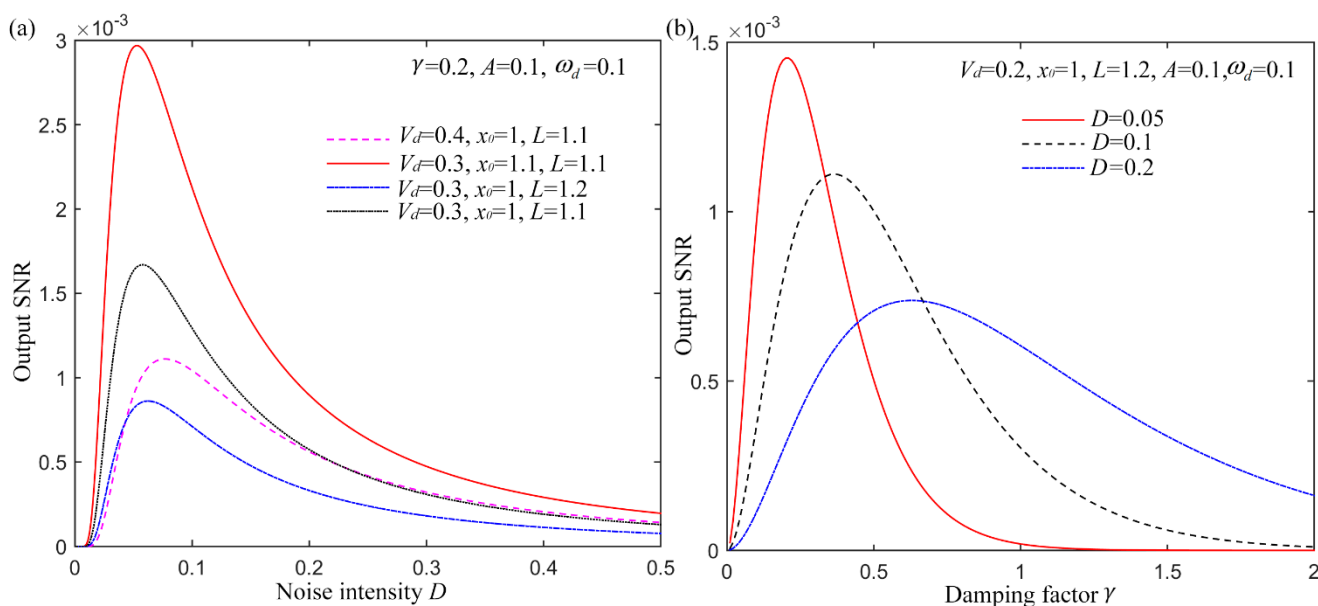 (a)
×10⁻³
3
2.5
2
1.5
1
0.5
0
0
0.1
0.2
0.3
0.4
0.5
Output SNR
Noise intensity D
γ=0.2, A=0.1, ω_d=0.1
V_d=0.4, x_0=1, L=1.1
V_d=0.3, x_0=1.1, L=1.1
V_d=0.3, x_0=1, L=1.2
V_d=0.3, x_0=1, L=1.1
(b)
×10⁻³
1.5
1
0.5
0
0
0.5
1
1.5
2
Output SNR
Damping factor γ
V_d=0.2, x_0=1, L=1.2, A=0.1,ω_d=0.1
D=0.05
D=0.1
D=0.2